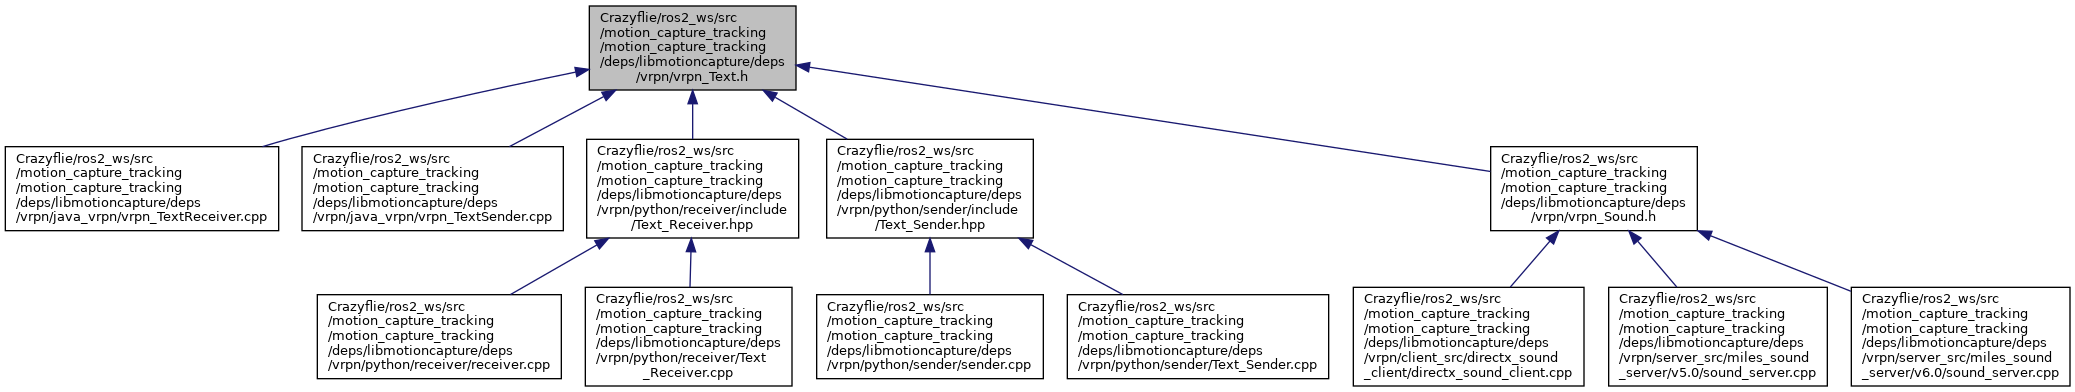 Crazyflie/ros2_ws/src
/motion_capture_tracking
/motion_capture_tracking
/deps/libmotioncapture/deps
/vrpn/vrpn_Text.h
Crazyflie/ros2_ws/src
/motion_capture_tracking
/motion_capture_tracking
/deps/libmotioncapture/deps
/vrpn/java_vrpn/vrpn_TextReceiver.cpp
Crazyflie/ros2_ws/src
/motion_capture_tracking
/motion_capture_tracking
/deps/libmotioncapture/deps
/vrpn/java_vrpn/vrpn_TextSender.cpp
Crazyflie/ros2_ws/src
/motion_capture_tracking
/motion_capture_tracking
/deps/libmotioncapture/deps
/vrpn/python/receiver/include
/Text_Receiver.hpp
Crazyflie/ros2_ws/src
/motion_capture_tracking
/motion_capture_tracking
/deps/libmotioncapture/deps
/vrpn/python/sender/include
/Text_Sender.hpp
Crazyflie/ros2_ws/src
/motion_capture_tracking
/motion_capture_tracking
/deps/libmotioncapture/deps
/vrpn/vrpn_Sound.h
Crazyflie/ros2_ws/src
/motion_capture_tracking
/motion_capture_tracking
/deps/libmotioncapture/deps
/vrpn/python/receiver/receiver.cpp
Crazyflie/ros2_ws/src
/motion_capture_tracking
/motion_capture_tracking
/deps/libmotioncapture/deps
/vrpn/python/receiver/Text
_Receiver.cpp
Crazyflie/ros2_ws/src
/motion_capture_tracking
/motion_capture_tracking
/deps/libmotioncapture/deps
/vrpn/python/sender/sender.cpp
Crazyflie/ros2_ws/src
/motion_capture_tracking
/motion_capture_tracking
/deps/libmotioncapture/deps
/vrpn/python/sender/Text_Sender.cpp
Crazyflie/ros2_ws/src
/motion_capture_tracking
/motion_capture_tracking
/deps/libmotioncapture/deps
/vrpn/client_src/directx_sound
_client/directx_sound_client.cpp
Crazyflie/ros2_ws/src
/motion_capture_tracking
/motion_capture_tracking
/deps/libmotioncapture/deps
/vrpn/server_src/miles_sound
_server/v5.0/sound_server.cpp
Crazyflie/ros2_ws/src
/motion_capture_tracking
/motion_capture_tracking
/deps/libmotioncapture/deps
/vrpn/server_src/miles_sound
_server/v6.0/sound_server.cpp